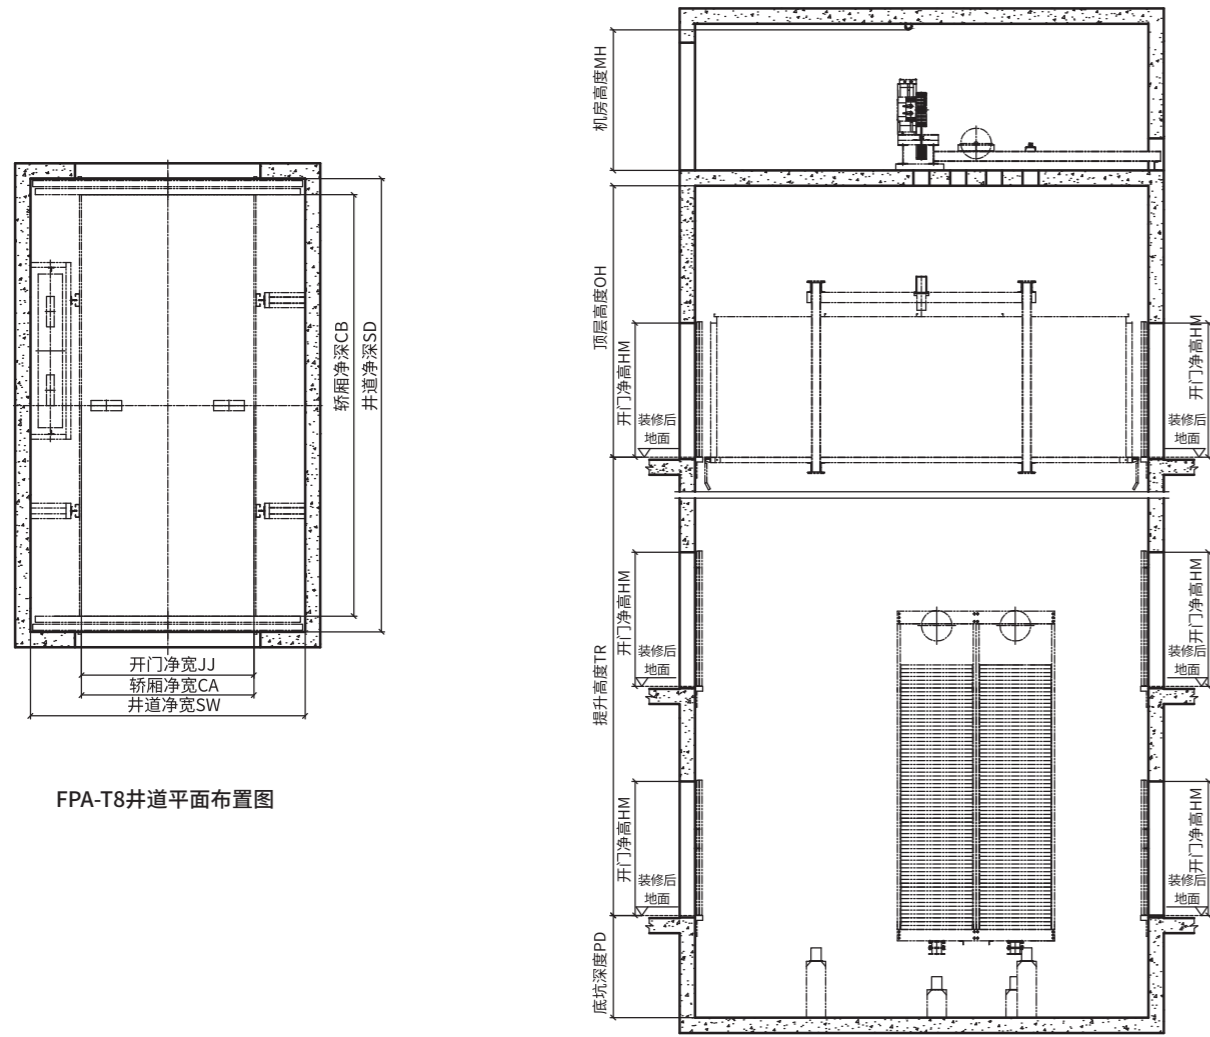 轿厢净深CB
井道净深SD
开门净宽JJ
轿厢净宽CA
井道净宽SW
FPA-T8井道平面布置图
机房高度MH
顶层高度OH
开门净高HM
装修后
地面
开门净高HM
装修后
地面
提升高度TR
开门净高HM
装修后
地面
开门净高HM
装修后
地面
开门净高HM
装修后
地面
开门净高HM
装修后
地面
底坑深度PD